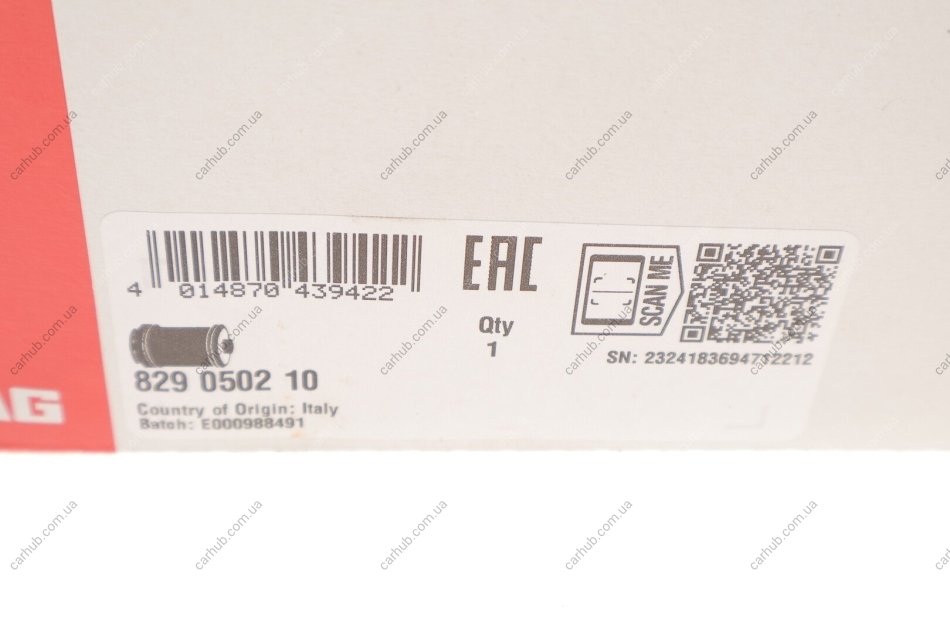 4 014870 439422
EAC
Qty
1
SCAN ME
SN: 2324183694712212
829 0502 10
Country of Origin: Italy
Batch: E000988491
AG
carhub.com.ua